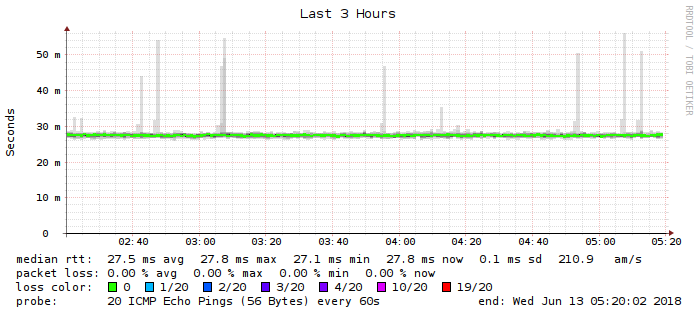 Last 3 Hours
RRDTOOL / TOBI OETIKER
Seconds
50 m
40 m
30 m
20 m
10 m
0
02:40 03:00 03:20 03:40 04:00 04:20 04:40 05:00 05:20
median rtt: 27.5 ms avg 27.8 ms max 27.1 ms min 27.8 ms now 0.1 ms sd 210.9 am/s
packet loss: 0.00 % avg 0.00 % max 0.00 % min 0.00 % now
loss color: 0 1/20 2/20 3/20 4/20 10/20 19/20
probe: 20 ICMP Echo Pings (56 Bytes) every 60s end: Wed Jun 13 05:20:02 2018